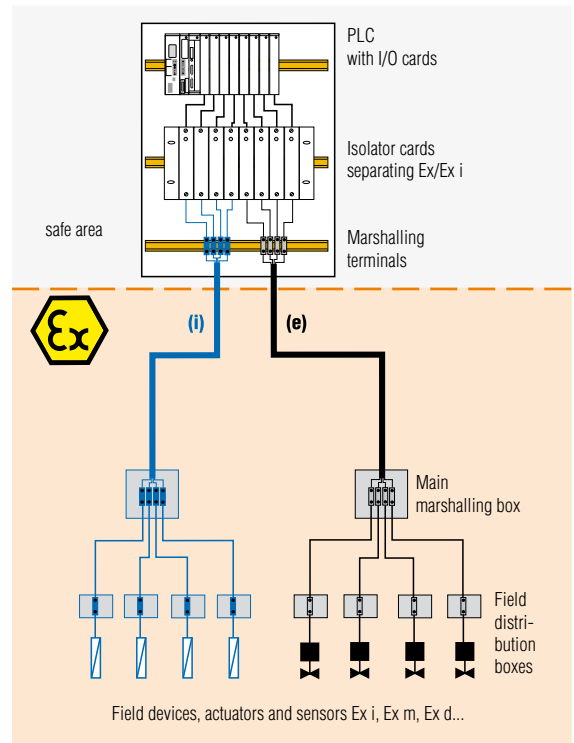 PLC
with I/O cards
Isolator cards
separating Ex/Ex i
safe area
Marshalling
terminals
Ex
(i)
(e)
Main
marshalling box
Field
distri-
bution
boxes
Field devices, actuators and sensors Ex i, Ex m, Ex d...